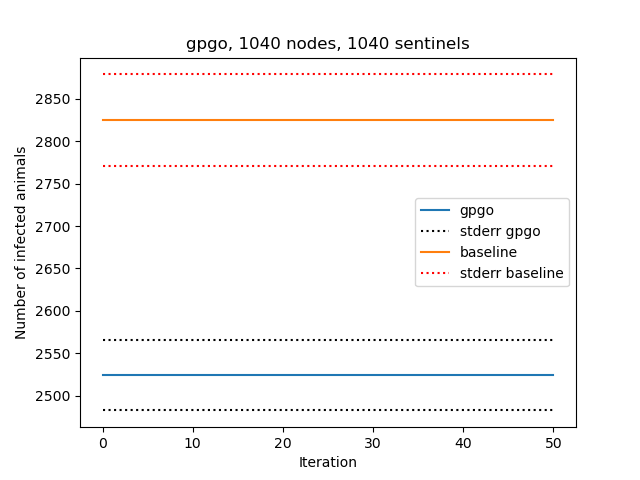 gpgo, 1040 nodes, 1040 sentinels
Number of infected animals
2850
2800
2750
2700
2650
2600
2550
2500
gpgo
stderr gpgo
baseline
stderr baseline
0 10 20 30 40 50
Iteration